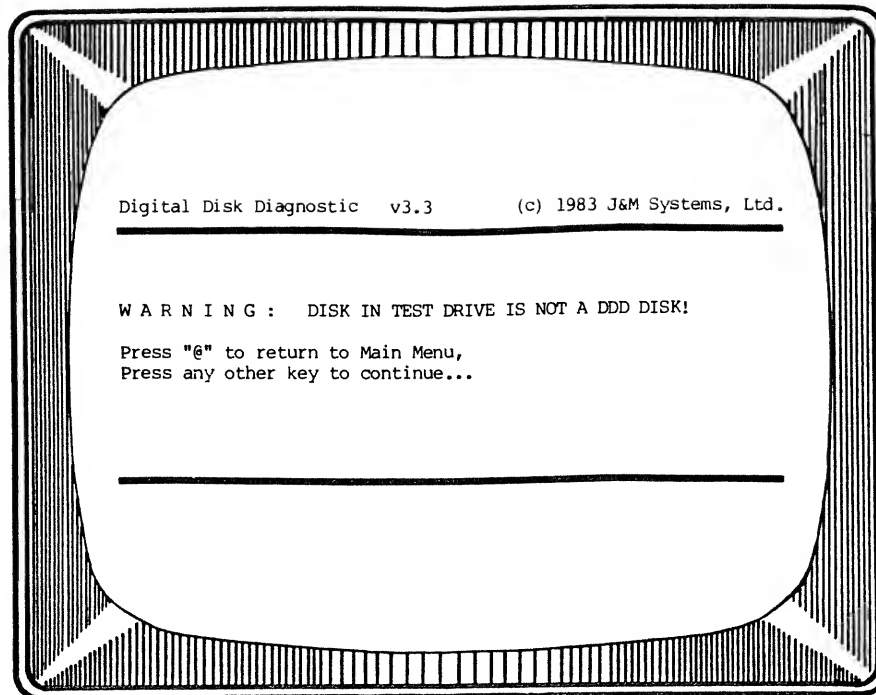 Digital Disk Diagnostic v3.3 (c) 1983 J&M Systems, Ltd.
W A R N I N G : DISK IN TEST DRIVE IS NOT A DDD DISK!
Press "@" to return to Main Menu,
Press any other key to continue...